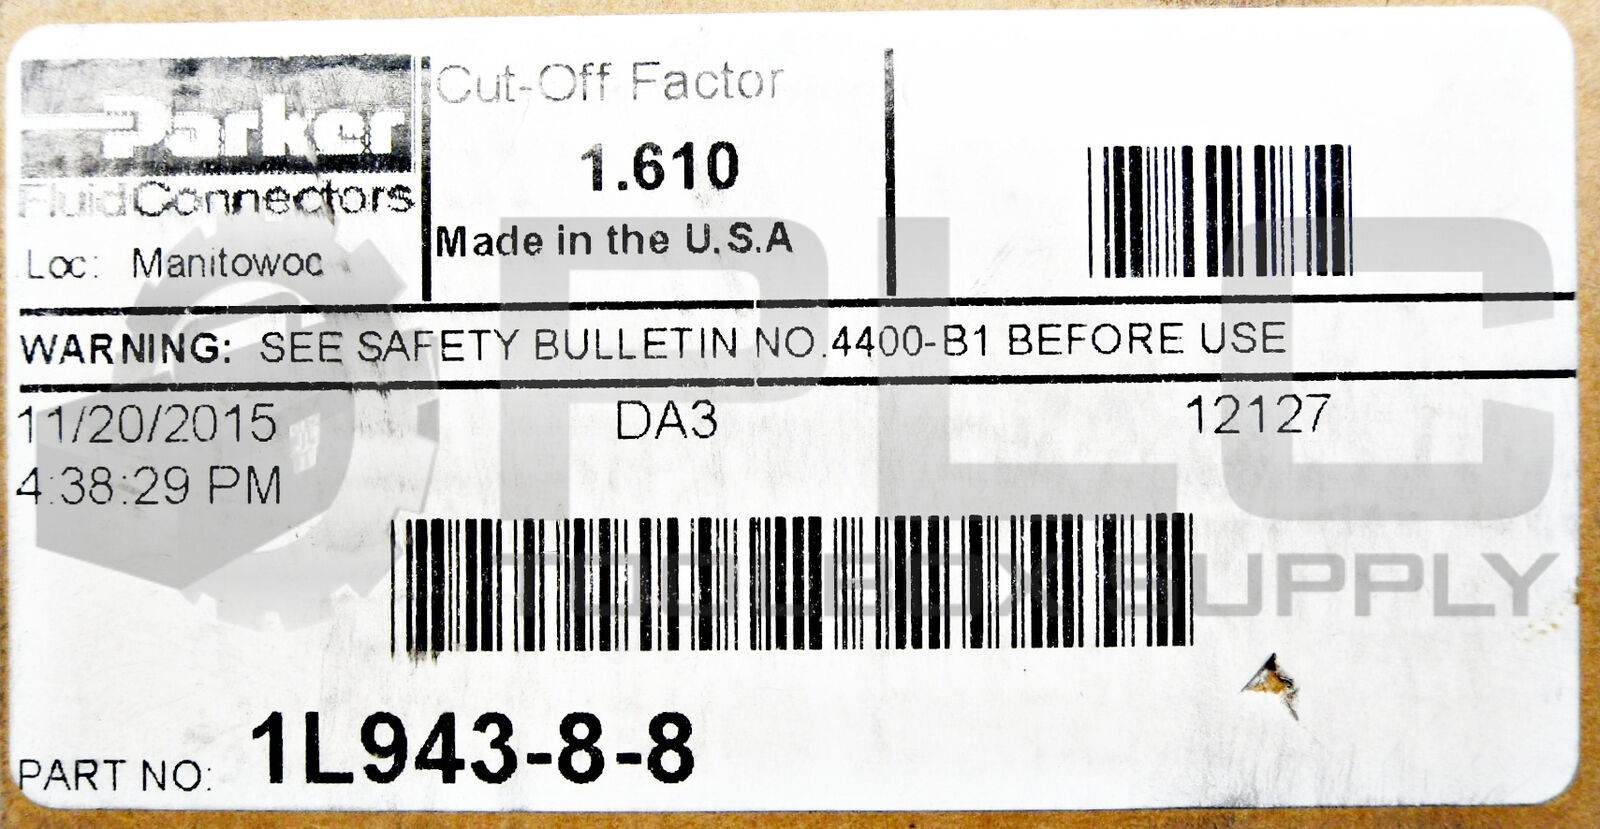 Parker
Fluid Connectors
Loc: Manitowoc
Cut-Off Factor
1.610
Made in the U.S.A
WARNING: SEE SAFETY BULLETIN NO.4400-B1 BEFORE USE
11/20/2015 DA3 12127
4:38:29 PM
PART NO: 1L943-8-8
PLC
TOOLBOX SUPPLY